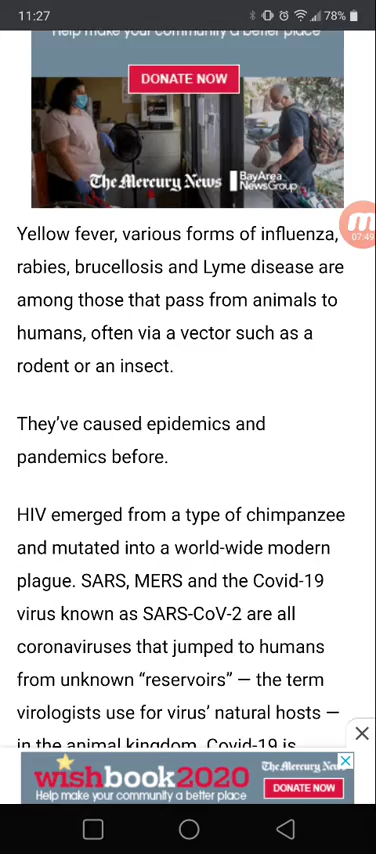 11:27
78%
Help make your community a better place
DONATE NOW
The Mercury News
BayArea
NewsGroup
07:49
Yellow fever, various forms of influenza,
rabies, brucellosis and Lyme disease are
among those that pass from animals to
humans, often via a vector such as a
rodent or an insect.
They’ve caused epidemics and
pandemics before.
HIV emerged from a type of chimpanzee
and mutated into a world-wide modern
plague. SARS, MERS and the Covid-19
virus known as SARS-CoV-2 are all
coronaviruses that jumped to humans
from unknown “reservoirs” — the term
virologists use for virus’ natural hosts —
in the animal kingdom. Covid-19 is
wishbook2020
Help make your community a better place
The Mercury News
DONATE NOW